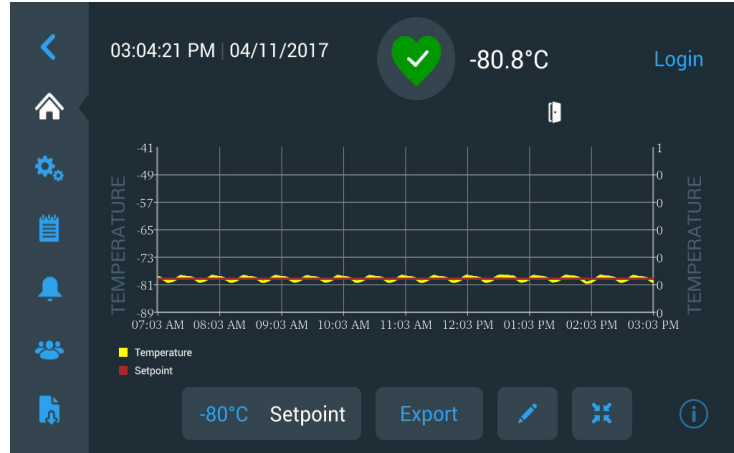 03:04:21 PM | 04/11/2017
-80.8°C
Login
TEMPERATURE
-41
-49
-57
-65
-73
-81
-89
1
0
0
0
0
0
0
TEMPERATURE
07:03 AM 08:03 AM 09:03 AM 10:03 AM 11:03 AM 12:03 PM 01:03 PM 02:03 PM 03:03 PM
Temperature
Setpoint
-80°C Setpoint
Export
i